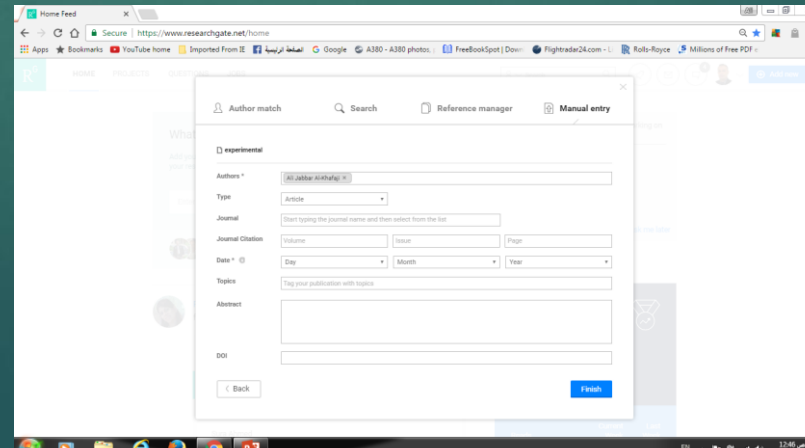 Home Feed
Secure | https://www.researchgate.net/home
Apps Bookmarks YouTube home Imported From IE الصفحة الرئيسية Google A380 - A380 photos: FreeBookSpot | Down Flightradar24.com - Li Rolls-Royce Millions of Free PDF e
HOME PROJECTS
Author match Search Reference manager Manual entry
experimental
Authors * Ali Jabbar Al-Khafaji ×
Type Article
Journal Start typing the journal name and then select from the list
Journal Citation Volume Issue Page
Date * Day Month Year
Topics Tag your publication with topics
Abstract
DOI
Back Finish
EN 12:46